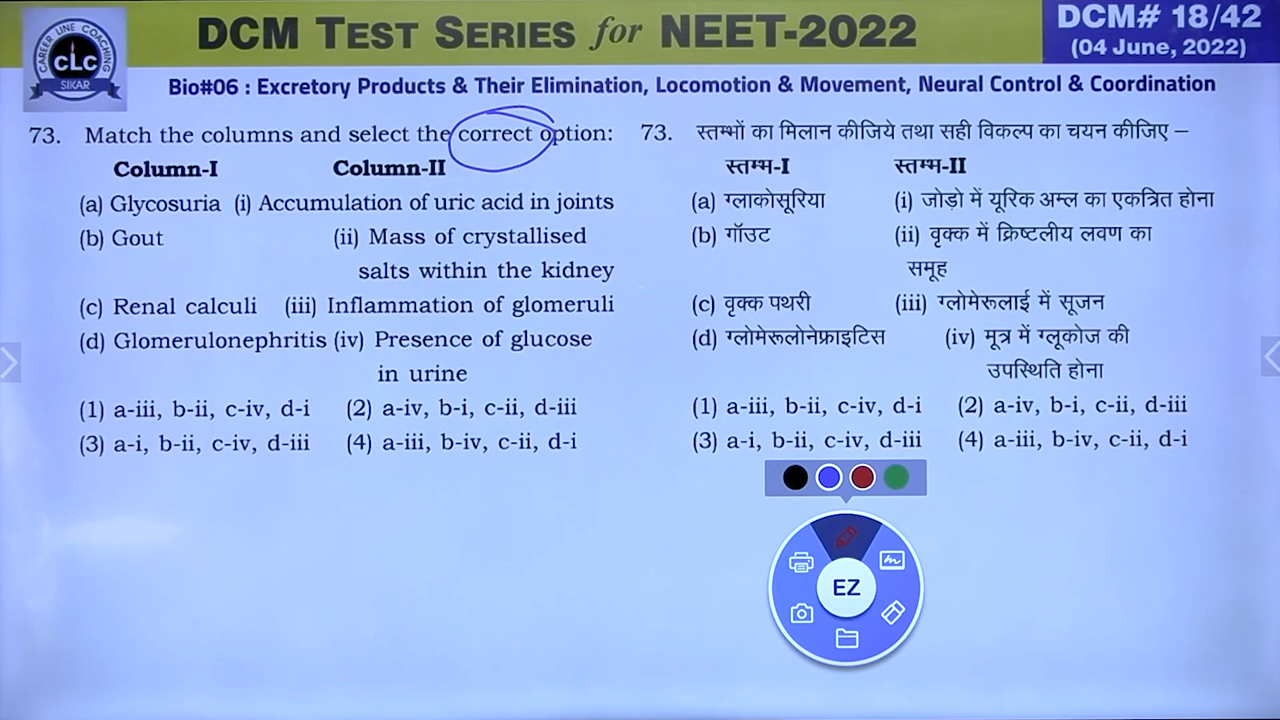 DCM TEST SERIES for NEET-2022
DCM# 18/42
(04 June, 2022)
CAREER LINE COACHING
CLC
SIKAR
Bio#06 : Excretory Products & Their Elimination, Locomotion & Movement, Neural Control & Coordination
73. Match the columns and select the correct option:
Column-I Column-II
(a) Glycosuria (i) Accumulation of uric acid in joints
(b) Gout (ii) Mass of crystallised
salts within the kidney
(c) Renal calculi (iii) Inflammation of glomeruli
(d) Glomerulonephritis (iv) Presence of glucose
in urine
(1) a-iii, b-ii, c-iv, d-i (2) a-iv, b-i, c-ii, d-iii
(3) a-i, b-ii, c-iv, d-iii (4) a-iii, b-iv, c-ii, d-i
73. स्तम्भों का मिलान कीजिये तथा सही विकल्प का चयन कीजिए –
स्तम्भ-I स्तम्भ-II
(a) ग्लाकोसूरिया (i) जोड़ो में यूरिक अम्ल का एकत्रित होना
(b) गॉउट (ii) वृक्क में क्रिष्टलीय लवण का
समूह
(c) वृक्क पथरी (iii) ग्लोमेरूलाई में सूजन
(d) ग्लोमेरूलोनेफ्राइटिस (iv) मूत्र में ग्लूकोज की
उपस्थिति होना
(1) a-iii, b-ii, c-iv, d-i (2) a-iv, b-i, c-ii, d-iii
(3) a-i, b-ii, c-iv, d-iii (4) a-iii, b-iv, c-ii, d-i
EZ